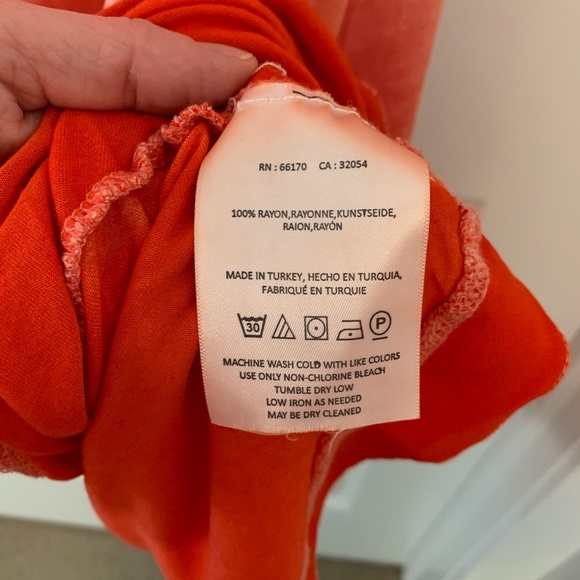 RN : 66170 CA : 32054
100% RAYON,RAYONNE,KUNSTSEIDE,
RAION,RAYÓN
MADE IN TURKEY, HECHO EN TURQUIA,
FABRIQUÉ EN TURQUIE
30 P
MACHINE WASH COLD WITH LIKE COLORS
USE ONLY NON-CHLORINE BLEACH
TUMBLE DRY LOW
LOW IRON AS NEEDED
MAY BE DRY CLEANED